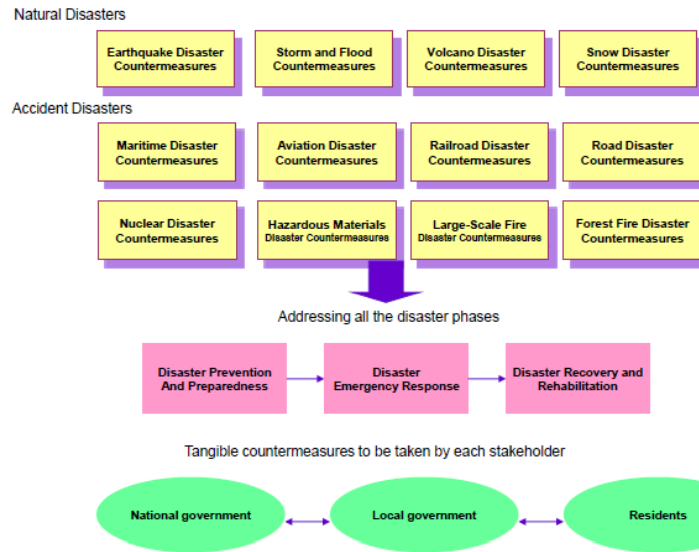 Natural Disasters
Earthquake Disaster
Countermeasures
Storm and Flood
Countermeasures
Volcano Disaster
Countermeasures
Snow Disaster
Countermeasures
Accident Disasters
Maritime Disaster
Countermeasures
Aviation Disaster
Countermeasures
Railroad Disaster
Countermeasures
Road Disaster
Countermeasures
Nuclear Disaster
Countermeasures
Hazardous Materials
Disaster Countermeasures
Large-Scale Fire
Disaster Countermeasures
Forest Fire Disaster
Countermeasures
Addressing all the disaster phases
Disaster Prevention
And Preparedness
Disaster
Emergency Response
Disaster Recovery and
Rehabilitation
Tangible countermeasures to be taken by each stakeholder
National government
Local government
Residents